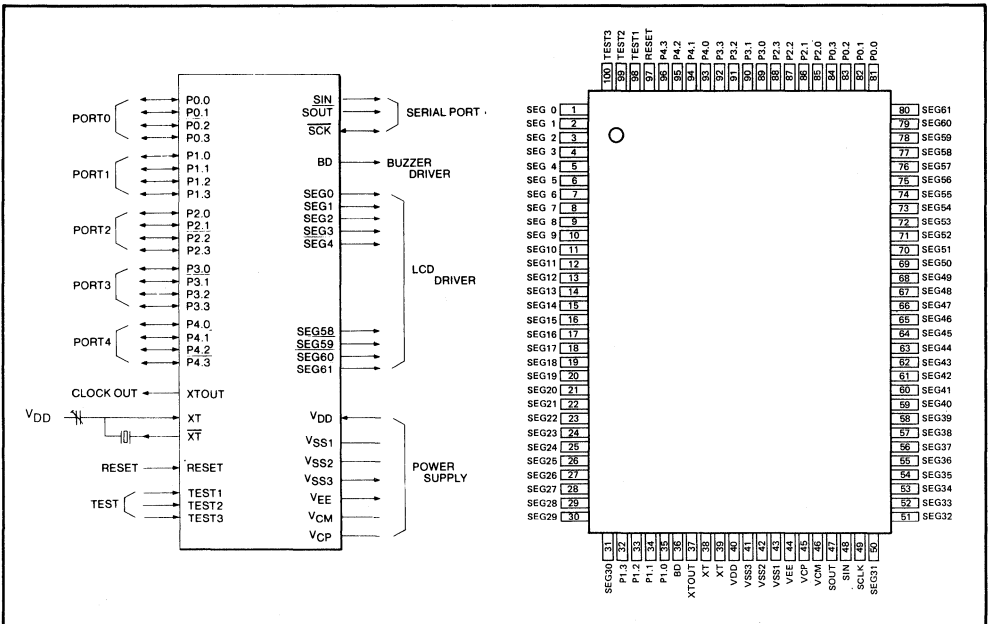 PORT0
P0.0
P0.1
P0.2
P0.3
PORT1
P1.0
P1.1
P1.2
P1.3
PORT2
P2.0
P2.1
P2.2
P2.3
PORT3
P3.0
P3.1
P3.2
P3.3
PORT4
P4.0
P4.1
P4.2
P4.3
CLOCK OUT
XTOUT
VDD
XT
XT
RESET
RESET
TEST
TEST1
TEST2
TEST3
SIN
SOUT
SCK
SERIAL PORT
BD
BUZZER
DRIVER
SEG0
SEG1
SEG2
SEG3
SEG4
LCD
DRIVER
SEG58
SEG59
SEG60
SEG61
VDD
VSS1
VSS2
VSS3
VEE
VCM
VCP
POWER
SUPPLY
TEST3 100
TEST2 99
TEST1 98
RESET 97
P4.3 96
P4.2 95
P4.1 94
P4.0 93
P3.3 92
P3.2 91
P3.1 90
P3.0 89
P2.3 88
P2.2 87
P2.1 86
P2.0 85
P0.3 84
P0.2 83
P0.1 82
P0.0 81
SEG 0 1
SEG 1 2
SEG 2 3
SEG 3 4
SEG 4 5
SEG 5 6
SEG 6 7
SEG 7 8
SEG 8 9
SEG 9 10
SEG10 11
SEG11 12
SEG12 13
SEG13 14
SEG14 15
SEG15 16
SEG16 17
SEG17 18
SEG18 19
SEG19 20
SEG20 21
SEG21 22
SEG22 23
SEG23 24
SEG24 25
SEG25 26
SEG26 27
SEG27 28
SEG28 29
SEG29 30
80 SEG61
79 SEG60
78 SEG59
77 SEG58
76 SEG57
75 SEG56
74 SEG55
73 SEG54
72 SEG53
71 SEG52
70 SEG51
69 SEG50
68 SEG49
67 SEG48
66 SEG47
65 SEG46
64 SEG45
63 SEG44
62 SEG43
61 SEG42
60 SEG41
59 SEG40
58 SEG39
57 SEG38
56 SEG37
55 SEG36
54 SEG35
53 SEG34
52 SEG33
51 SEG32
SEG30 31
P1.3 32
P1.2 33
P1.1 34
P1.0 35
BD 36
XTOUT 37
XT 38
XT 39
VDD 40
VSS3 41
VSS2 42
VSS1 43
VEE 44
VCP 45
VCM 46
SOUT 47
SIN 48
SCLK 49
SEG31 50